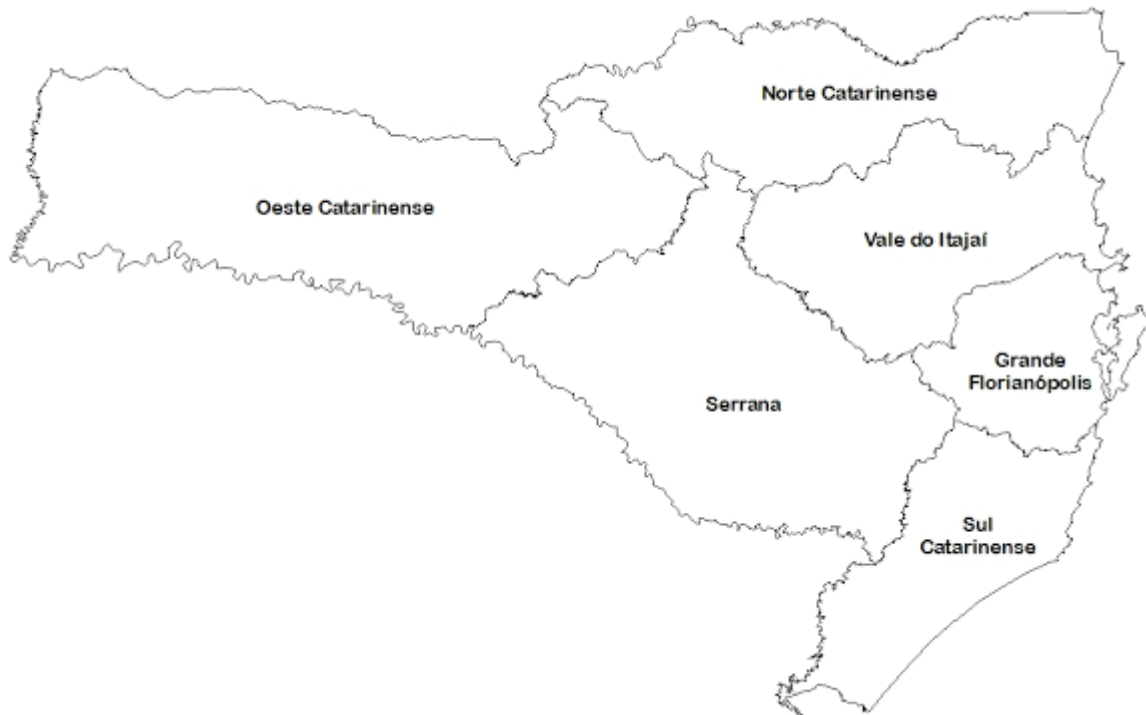 Norte Catarinense
Oeste Catarinense
Vale do Itajaí
Grande
Florianópolis
Serrana
Sul
Catarinense